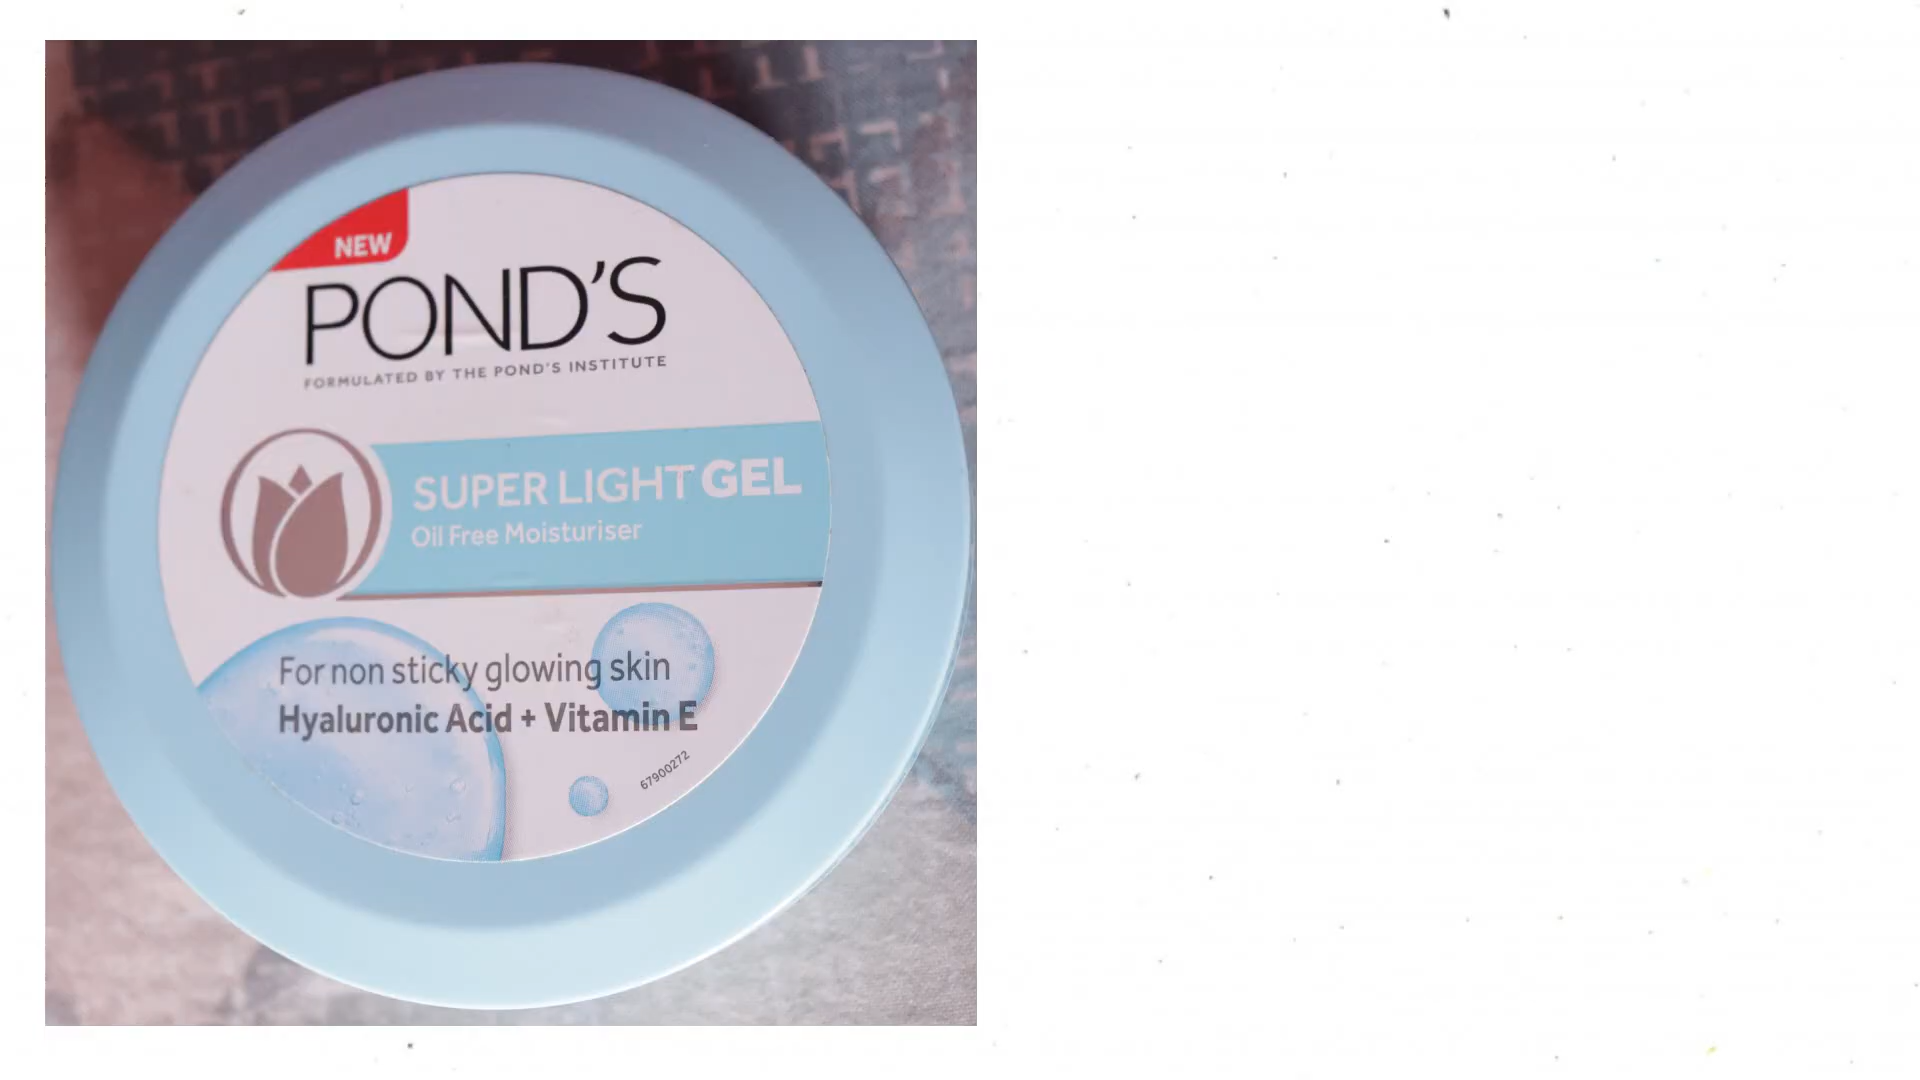 NEW
POND'S
FORMULATED BY THE POND'S INSTITUTE
SUPER LIGHT GEL
Oil Free Moisturiser
For non sticky glowing skin
Hyaluronic Acid + Vitamin E
67900272